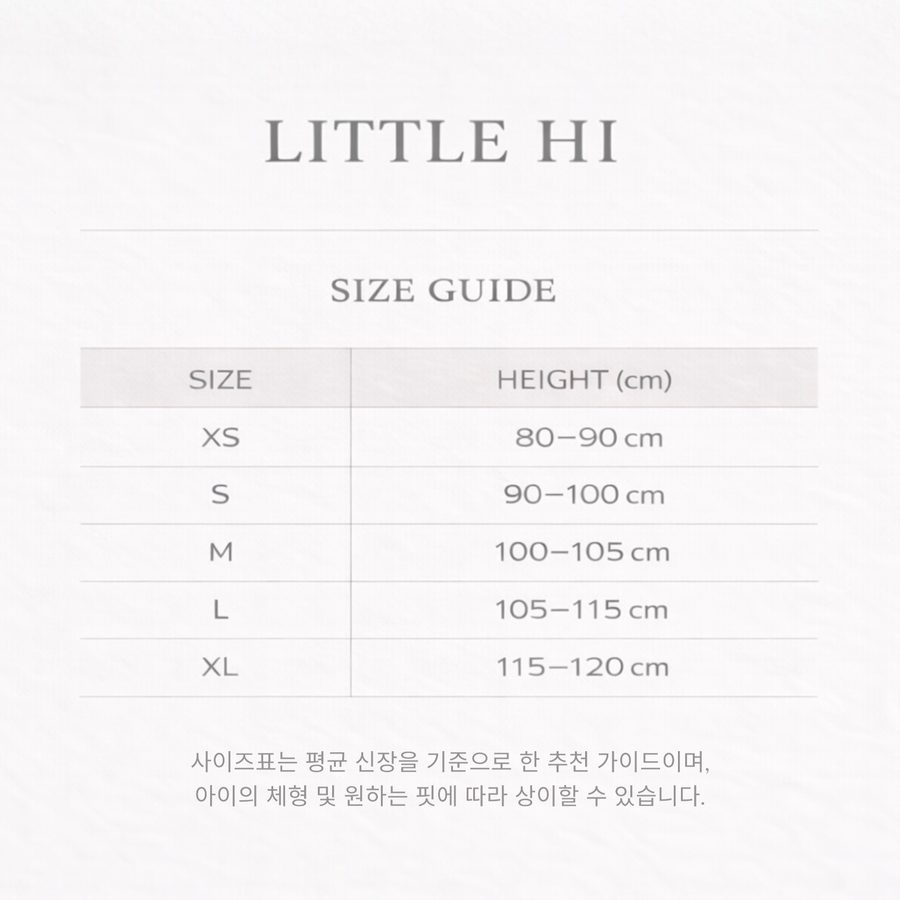 LITTLE HI
SIZE GUIDE
SIZE HEIGHT (cm)
XS 80–90 cm
S 90–100 cm
M 100–105 cm
L 105–115 cm
XL 115–120 cm
사이즈표는 평균 신장을 기준으로 한 추천 가이드이며,
아이의 체형 및 원하는 핏에 따라 상이할 수 있습니다.